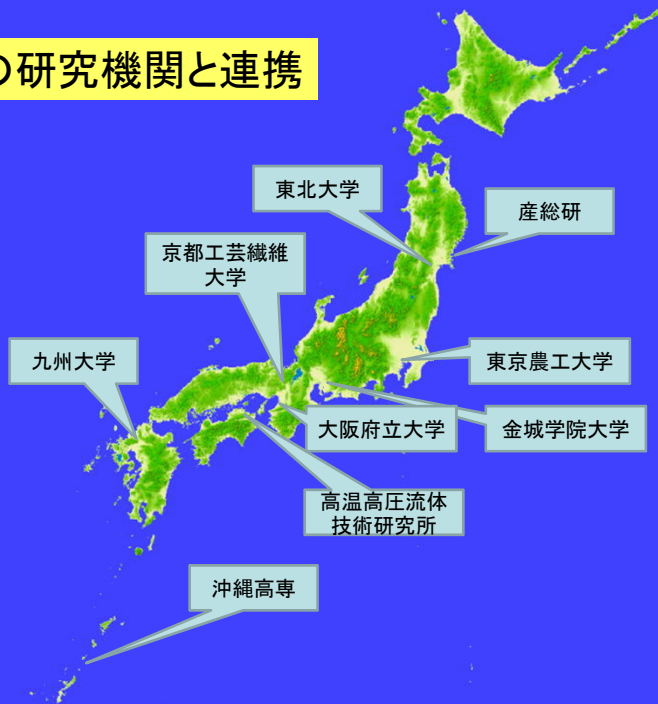 の研究機関と連携
東北大学
産総研
京都工芸繊維
大学
九州大学
東京農工大学
大阪府立大学
金城学院大学
高温高圧流体
技術研究所
沖縄高専